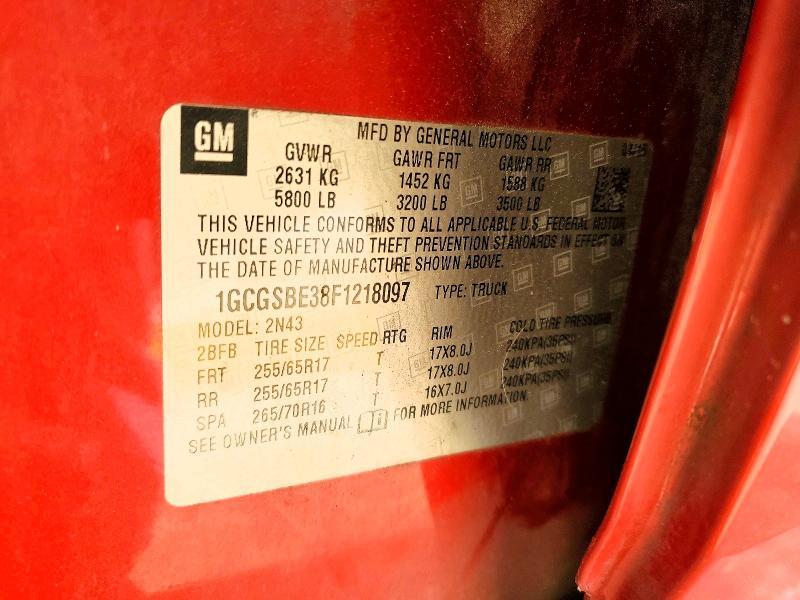 GM
MFD BY GENERAL MOTORS LLC
GVWR GAWR FRT GAWR RR
2631 KG 1452 KG 1588 KG
5800 LB 3200 LB 3500 LB
THIS VEHICLE CONFORMS TO ALL APPLICABLE U.S. FEDERAL MOTOR
VEHICLE SAFETY AND THEFT PREVENTION STANDARDS IN EFFECT ON
THE DATE OF MANUFACTURE SHOWN ABOVE.
1GCGSBE38F1218097 TYPE: TRUCK
MODEL: 2N43
2BFB TIRE SIZE SPEED RTG RIM COLD TIRE PRESSURE
FRT 255/65R17 T 17X8.0J 240KPA(35PSI)
RR 255/65R17 T 17X8.0J 240KPA(35PSI)
SPA 265/70R16 T 16X7.0J 240KPA(35PSI)
SEE OWNER'S MANUAL FOR MORE INFORMATION.